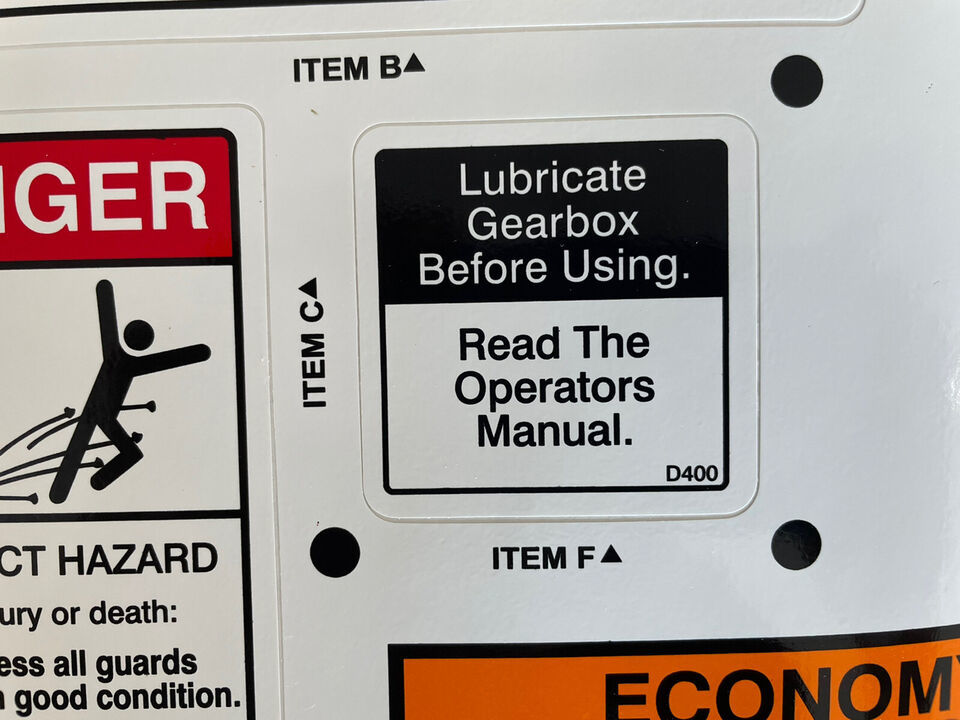 ITEM B▲
NGER
ITEM C▲
CT HAZARD
ury or death:
ess all guards
n good condition.
Lubricate
Gearbox
Before Using.
Read The
Operators
Manual.
D400
ITEM F▲
ECONOMY